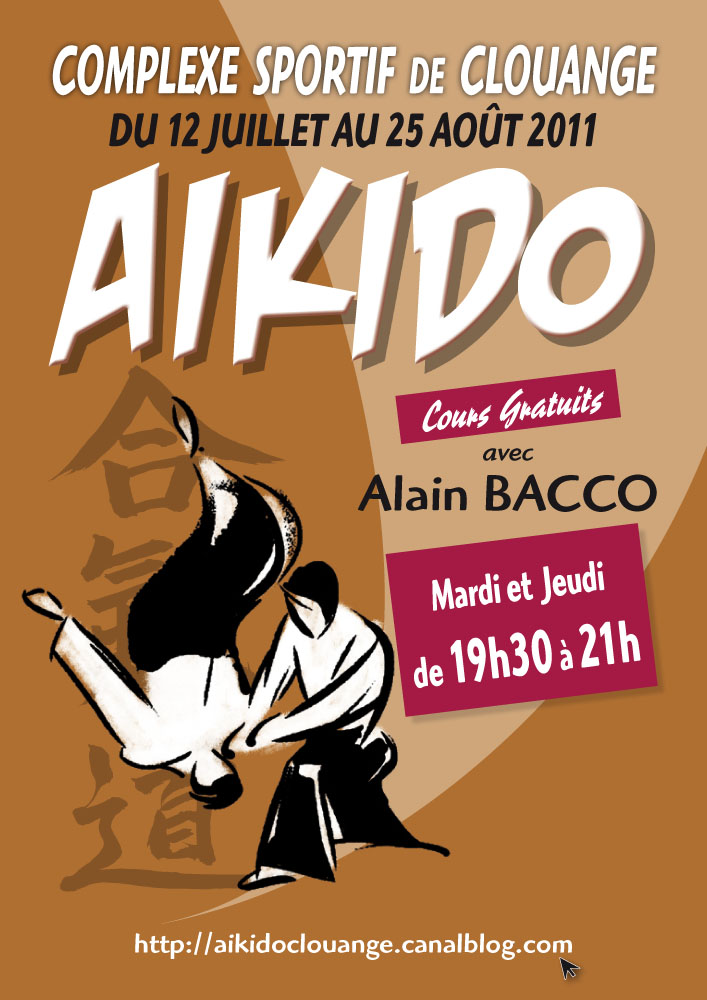 COMPLEXE SPORTIF DE CLOUANGE
DU 12 JUILLET AU 25 AOÛT 2011
AIKIDO
Cours Gratuits
avec
Alain BACCO
Mardi et Jeudi
de 19h30 à 21h
合
氣
道
http://aikidoclouange.canalblog.com